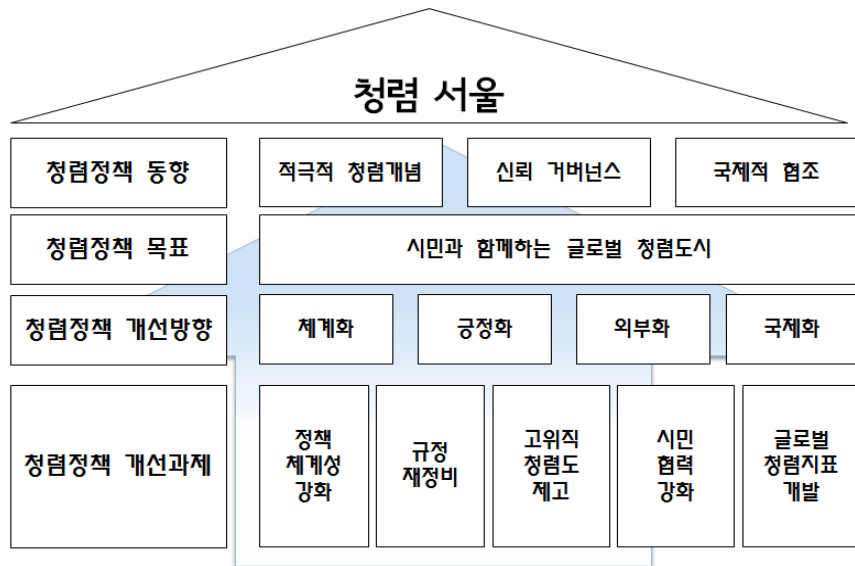 청렴 서울
청렴정책 동향
적극적 청렴개념
신뢰 거버넌스
국제적 협조
청렴정책 목표
시민과 함께하는 글로벌 청렴도시
청렴정책 개선방향
체계화
긍정화
외부화
국제화
청렴정책 개선과제
정책
체계성
강화
규정
재정비
고위직
청렴도
제고
시민
협력
강화
글로벌
청렴지표
개발